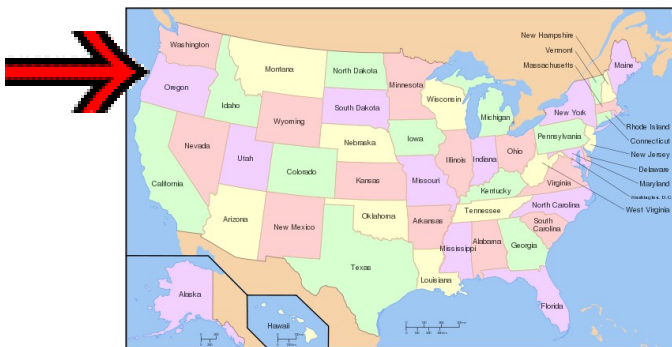 New Hampshire
Vermont
Massachusetts
Washington
Maine
Montana
North Dakota
Minnesota
Oregon
Idaho
South Dakota
Wisconsin
Michigan
New York
Wyoming
Rhode Island
Connecticut
New Jersey
Delaware
Maryland
Washington, D.C.
West Virginia
Iowa
Pennsylvania
Nebraska
Nevada
Utah
Illinois
Indiana
Ohio
Colorado
Kansas
Missouri
Kentucky
Virginia
California
Oklahoma
Tennessee
North Carolina
Arizona
New Mexico
Arkansas
South
Carolina
Mississippi
Alabama
Georgia
Texas
Louisiana
Florida
Alaska
Hawaii